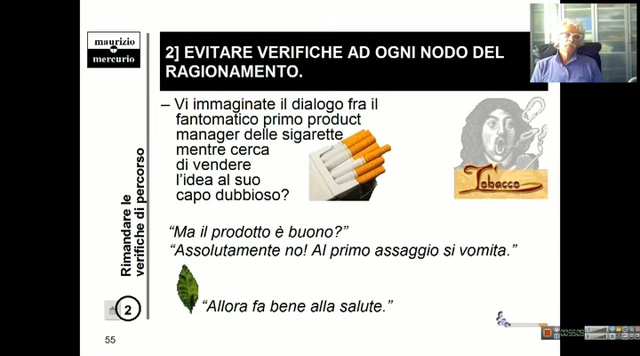 maurizio
mercurio
2] EVITARE VERIFICHE AD OGNI NODO DEL
RAGIONAMENTO.
– Vi immaginate il dialogo fra il
fantomatico primo product
manager delle sigarette
mentre cerca
di vendere
l'idea al suo
capo dubbioso?
Tobacco
“Ma il prodotto è buono?”
“Assolutamente no! Al primo assaggio si vomita.”
“Allora fa bene alla salute.”
Rimandare le
verifiche di percorso
2
55